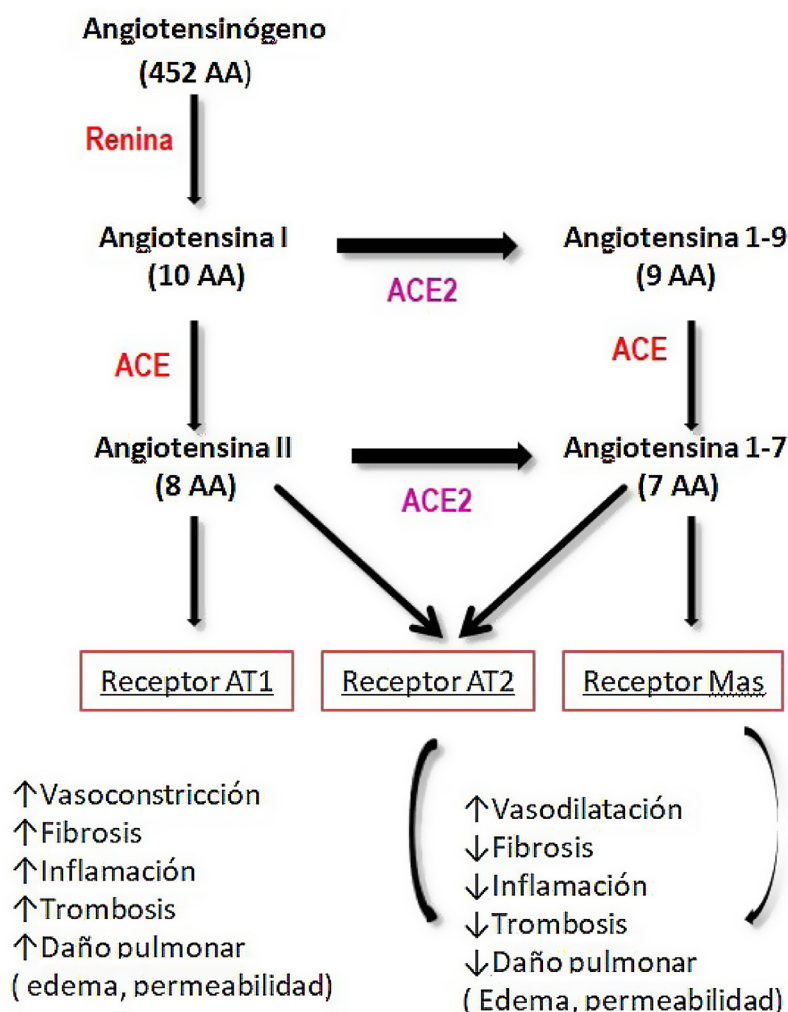 Angiotensinógeno
(452 AA)
Renina
Angiotensina I
(10 AA)
ACE2
Angiotensina 1-9
(9 AA)
ACE
ACE
Angiotensina II
(8 AA)
ACE2
Angiotensina 1-7
(7 AA)
Receptor AT1
Receptor AT2
Receptor Mas
↑Vasoconstricción
↑Fibrosis
↑Inflamación
↑Trombosis
↑Daño pulmonar
( edema, permeabilidad)
↑Vasodilatación
↓Fibrosis
↓Inflamación
↓Trombosis
↓Daño pulmonar
( Edema, permeabilidad)